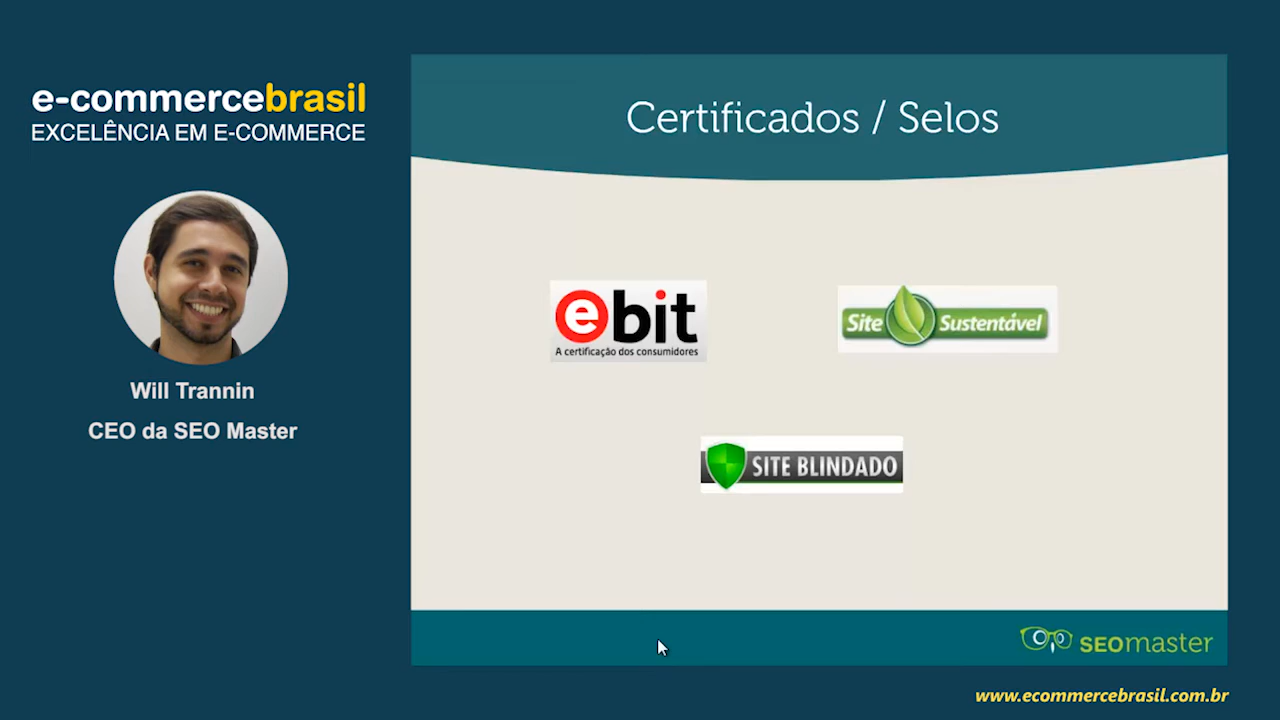 e-commercebrasil
EXCELÊNCIA EM E-COMMERCE
Will Trannin
CEO da SEO Master
Certificados / Selos
ebit
A certificação dos consumidores
Site Sustentável
SITE BLINDADO
SEOmaster
www.ecommercebrasil.com.br